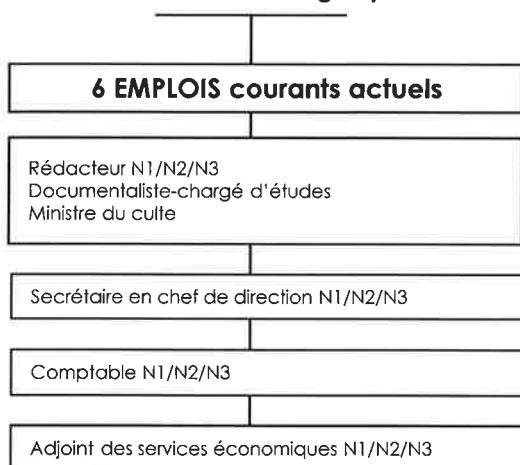 6 EMPLOIS courants actuels
Rédacteur N1/N2/N3
Documentaliste-chargé d'études
Ministre du culte
Secrétaire en chef de direction N1/N2/N3
Comptable N1/N2/N3
Adjoint des services économiques N1/N2/N3